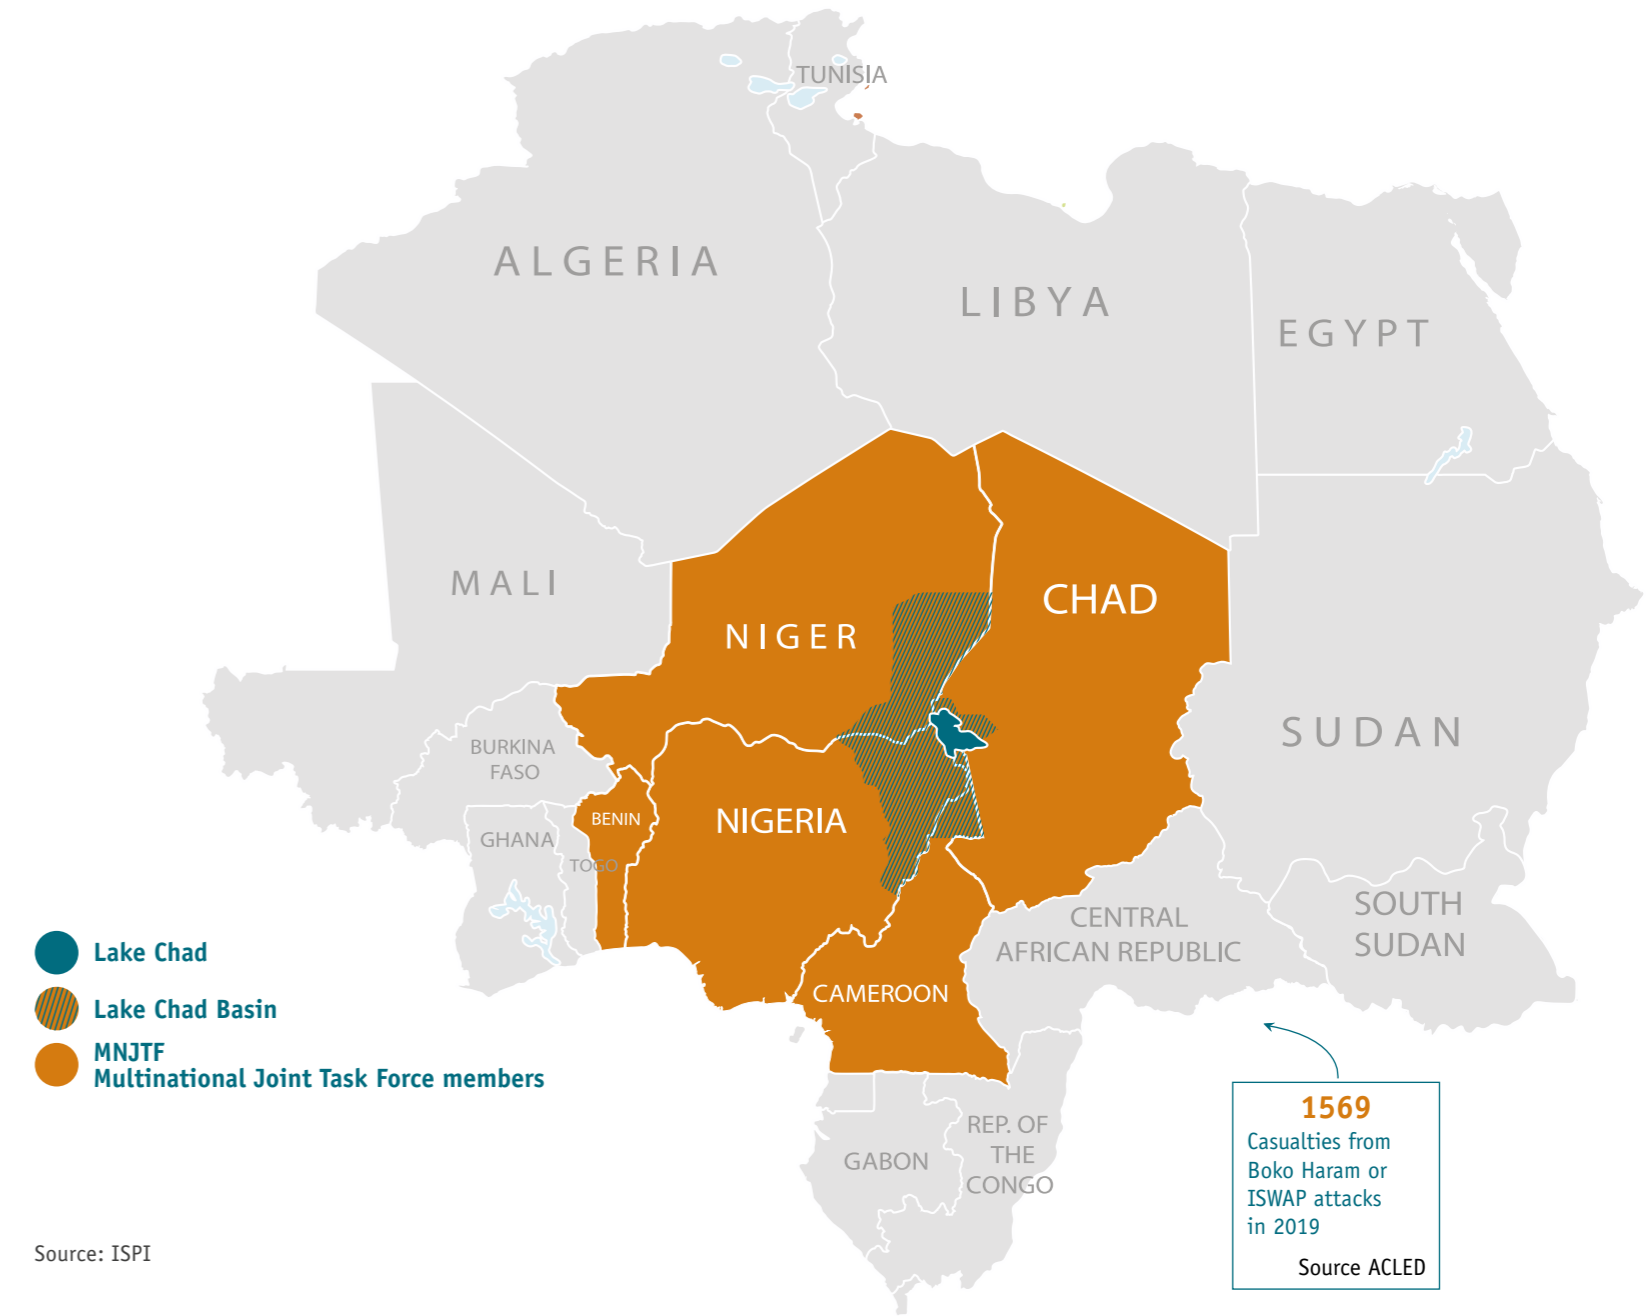 TUNISIA
ALGERIA
LIBYA
EGYPT
MALI
NIGER
CHAD
SUDAN
BURKINA
FASO
BENIN
NIGERIA
GHANA
TOGO
CENTRAL
AFRICAN REPUBLIC
SOUTH
SUDAN
CAMEROON
GABON
REP. OF
THE
CONGO
Lake Chad
Lake Chad Basin
MNJTF
Multinational Joint Task Force members
1569
Casualties from
Boko Haram or
ISWAP attacks
in 2019
Source ACLED
Source: ISPI